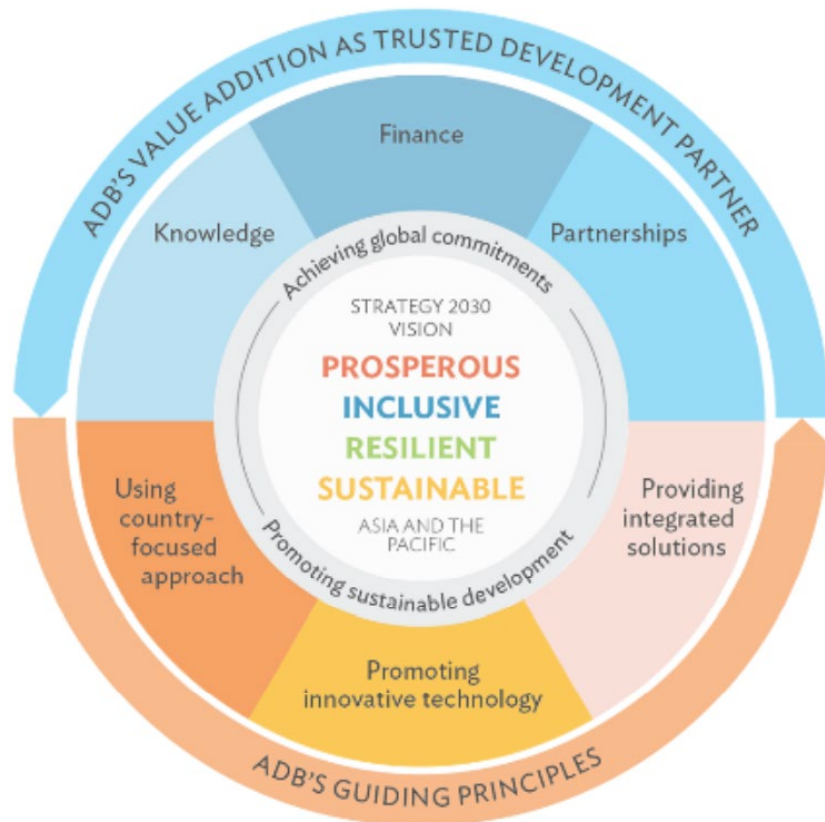 ADB'S VALUE ADDITION AS TRUSTED DEVELOPMENT PARTNER
Finance
Knowledge
Partnerships
Achieving global commitments
STRATEGY 2030
VISION
PROSPEROUS
INCLUSIVE
RESILIENT
SUSTAINABLE
ASIA AND THE
PACIFIC
Promoting sustainable development
Using
country-
focused
approach
Providing
integrated
solutions
Promoting
innovative technology
ADB'S GUIDING PRINCIPLES